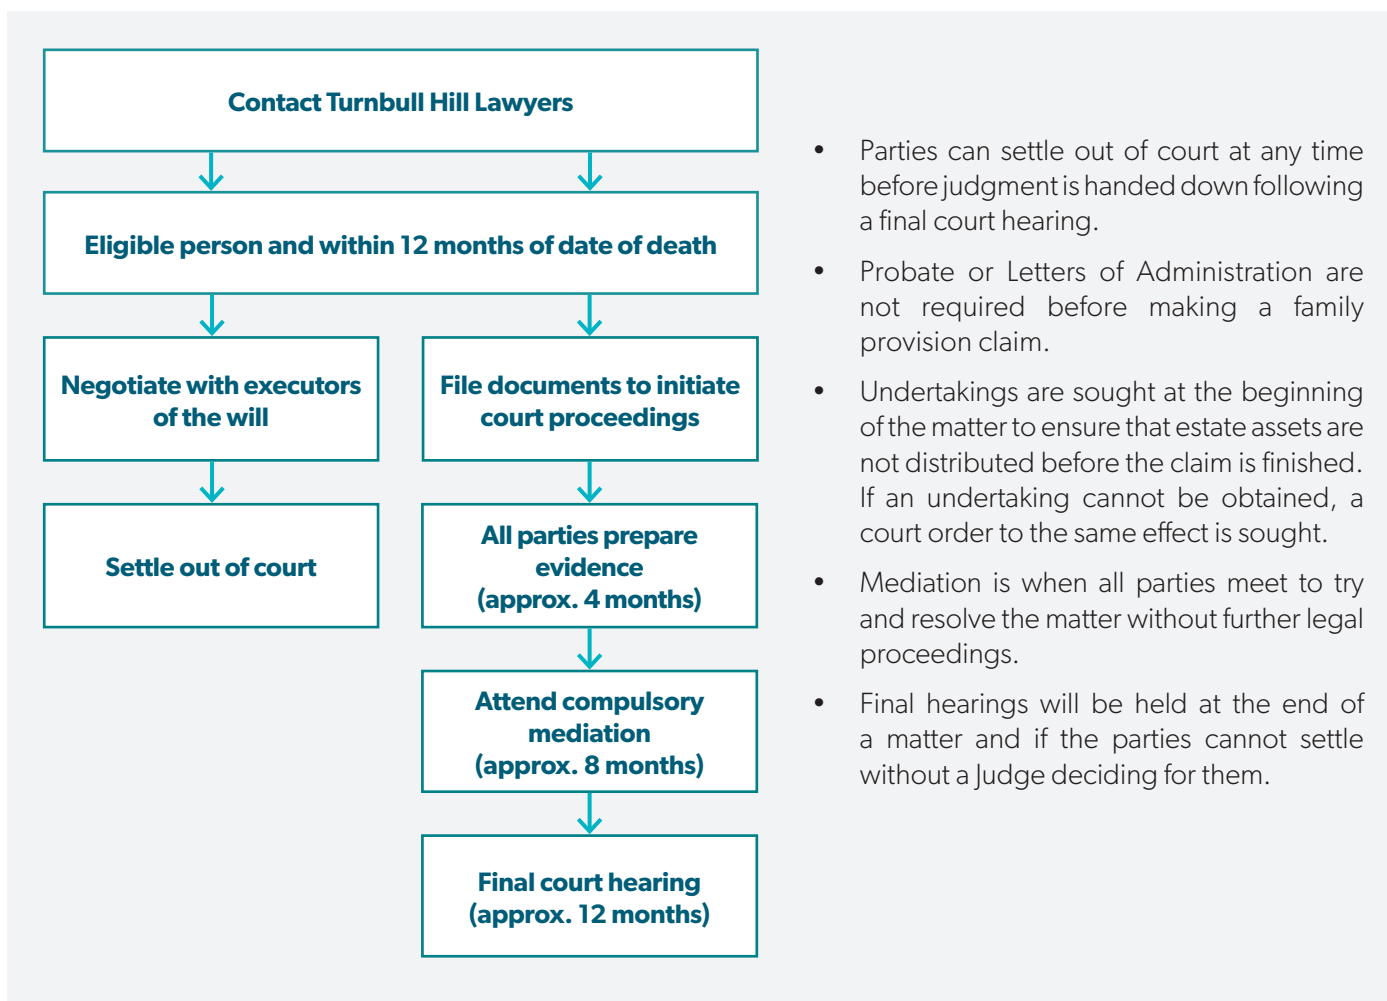 Contact Turnbull Hill Lawyers
Eligible person and within 12 months of date of death
Negotiate with executors
of the will
Settle out of court
File documents to initiate
court proceedings
All parties prepare
evidence
(approx. 4 months)
Attend compulsory
mediation
(approx. 8 months)
Final court hearing
(approx. 12 months)
• Parties can settle out of court at any time
before judgment is handed down following
a final court hearing.
• Probate or Letters of Administration are
not required before making a family
provision claim.
• Undertakings are sought at the beginning
of the matter to ensure that estate assets are
not distributed before the claim is finished.
If an undertaking cannot be obtained, a
court order to the same effect is sought.
• Mediation is when all parties meet to try
and resolve the matter without further legal
proceedings.
• Final hearings will be held at the end of
a matter and if the parties cannot settle
without a Judge deciding for them.